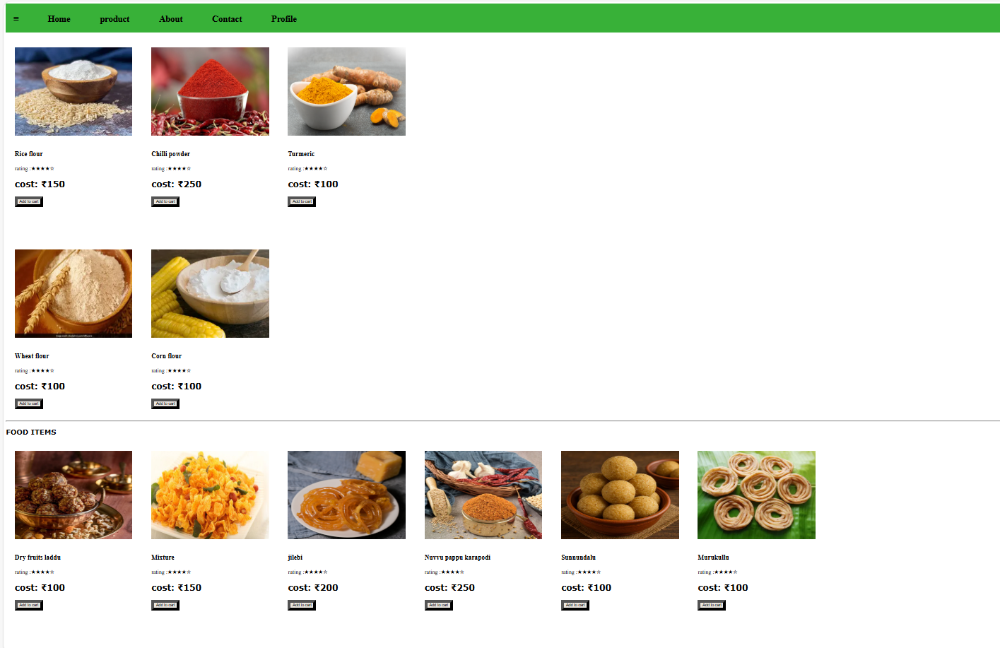 ≡ Home product About Contact Profile
Rice flour Chilli powder Turmeric
rating :★★★★☆ rating :★★★★☆ rating :★★★★☆
cost: ₹150 cost: ₹250 cost: ₹100
Add to cart Add to cart Add to cart
Wheat flour Corn flour
rating :★★★★☆ rating :★★★★☆
cost: ₹100 cost: ₹100
Add to cart Add to cart
FOOD ITEMS
Dry fruits laddu Mixture jilebi Nuvvu pappu karapodi Sunnundalu Murukullu
rating :★★★★☆ rating :★★★★☆ rating :★★★★☆ rating :★★★★☆ rating :★★★★☆ rating :★★★★☆
cost: ₹100 cost: ₹150 cost: ₹200 cost: ₹250 cost: ₹100 cost: ₹100
Add to cart Add to cart Add to cart Add to cart Add to cart Add to cart